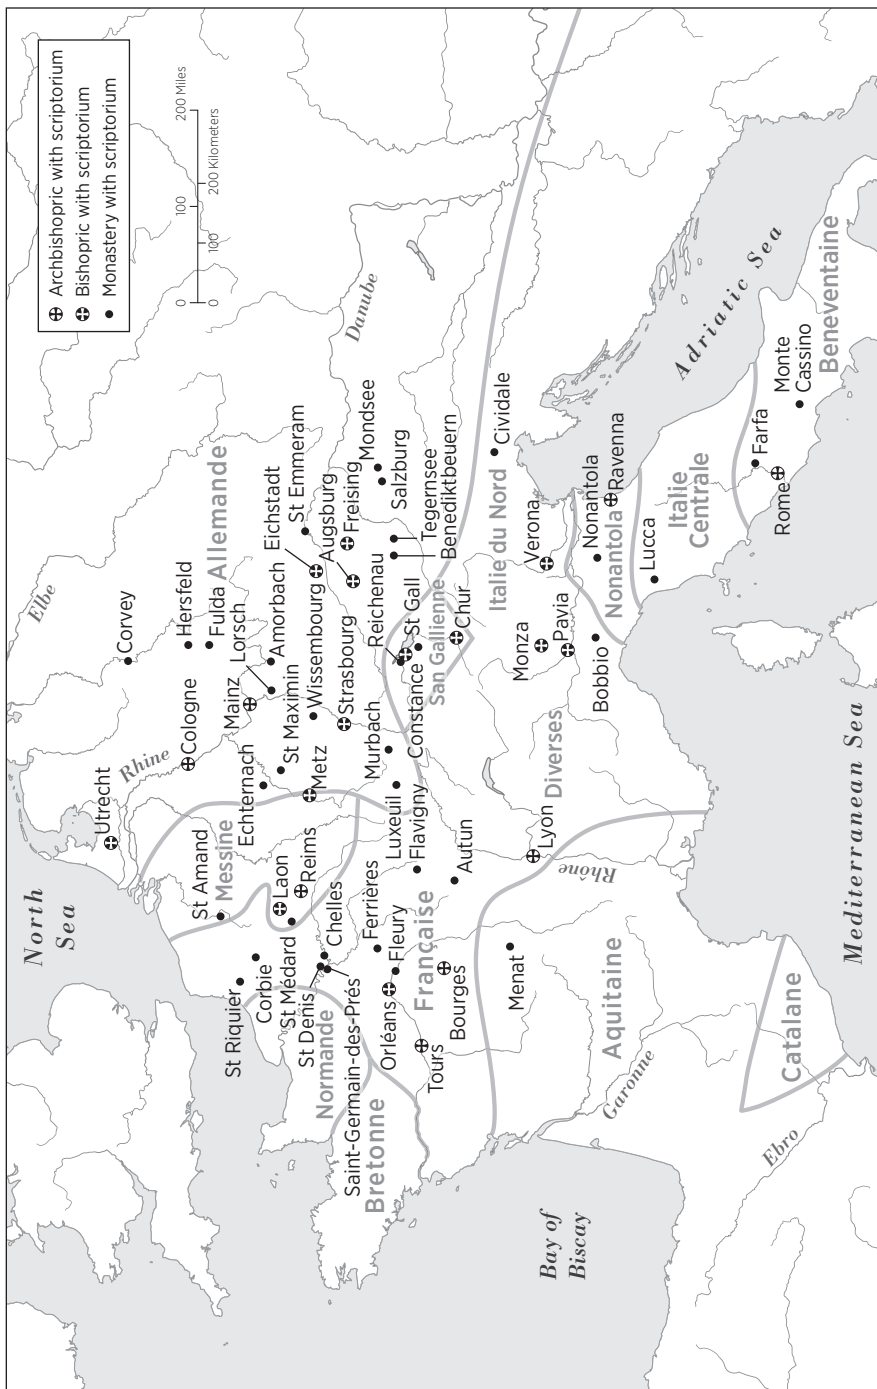 Archbishopric with scriptorium
Bishopric with scriptorium
Monastery with scriptorium
0 100 200 Miles
0 100 200 Kilometers
North
Sea
Elbe
Utrecht
Corvey
Rhine
Cologne
Hersfeld
Fulda
Allemande
St Amand
Messine
Echternach
St Maximin
Mainz
Lorsch
Amorbach
Eichstadt
St Emmeram
Danube
St Riquier
Corbie
Laon
Reims
Metz
Wissembourg
Augsburg
Freising
St Médard
St Denis
Chelles
Strasbourg
Mondsee
Salzburg
Normande
Saint-Germain-des-Prés
Ferrières
Murbach
Reichenau
Tegernsee
Benediktbeuern
Bretonne
Orléans
Fleury
Luxeuil
Constance
St Gall
Tours
Française
Flavigny
San Gallienne
Bourges
Autun
Chur
Cividale
Menat
Lyon
Diverses
Monza
Verona
Italie du Nord
Pavia
Bay of
Biscay
Rhône
Bobbio
Nonantola
Nonantola
Ravenna
Aquitaine
Garonne
Lucca
Italie
Centrale
Adriatic Sea
Ebro
Catalane
Farfa
Rome
Monte
Cassino
Beneventaine
Mediterranean Sea